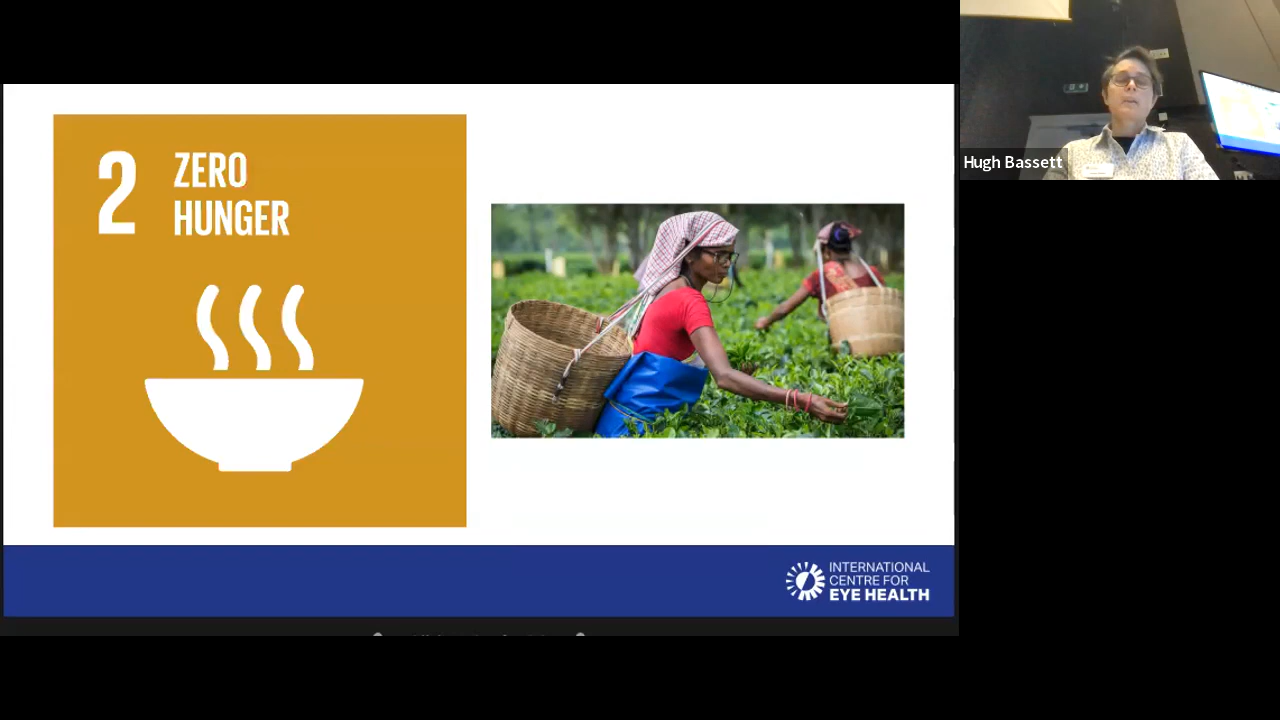 2 ZERO
HUNGER
Hugh Bassett
INTERNATIONAL
CENTRE FOR
EYE HEALTH